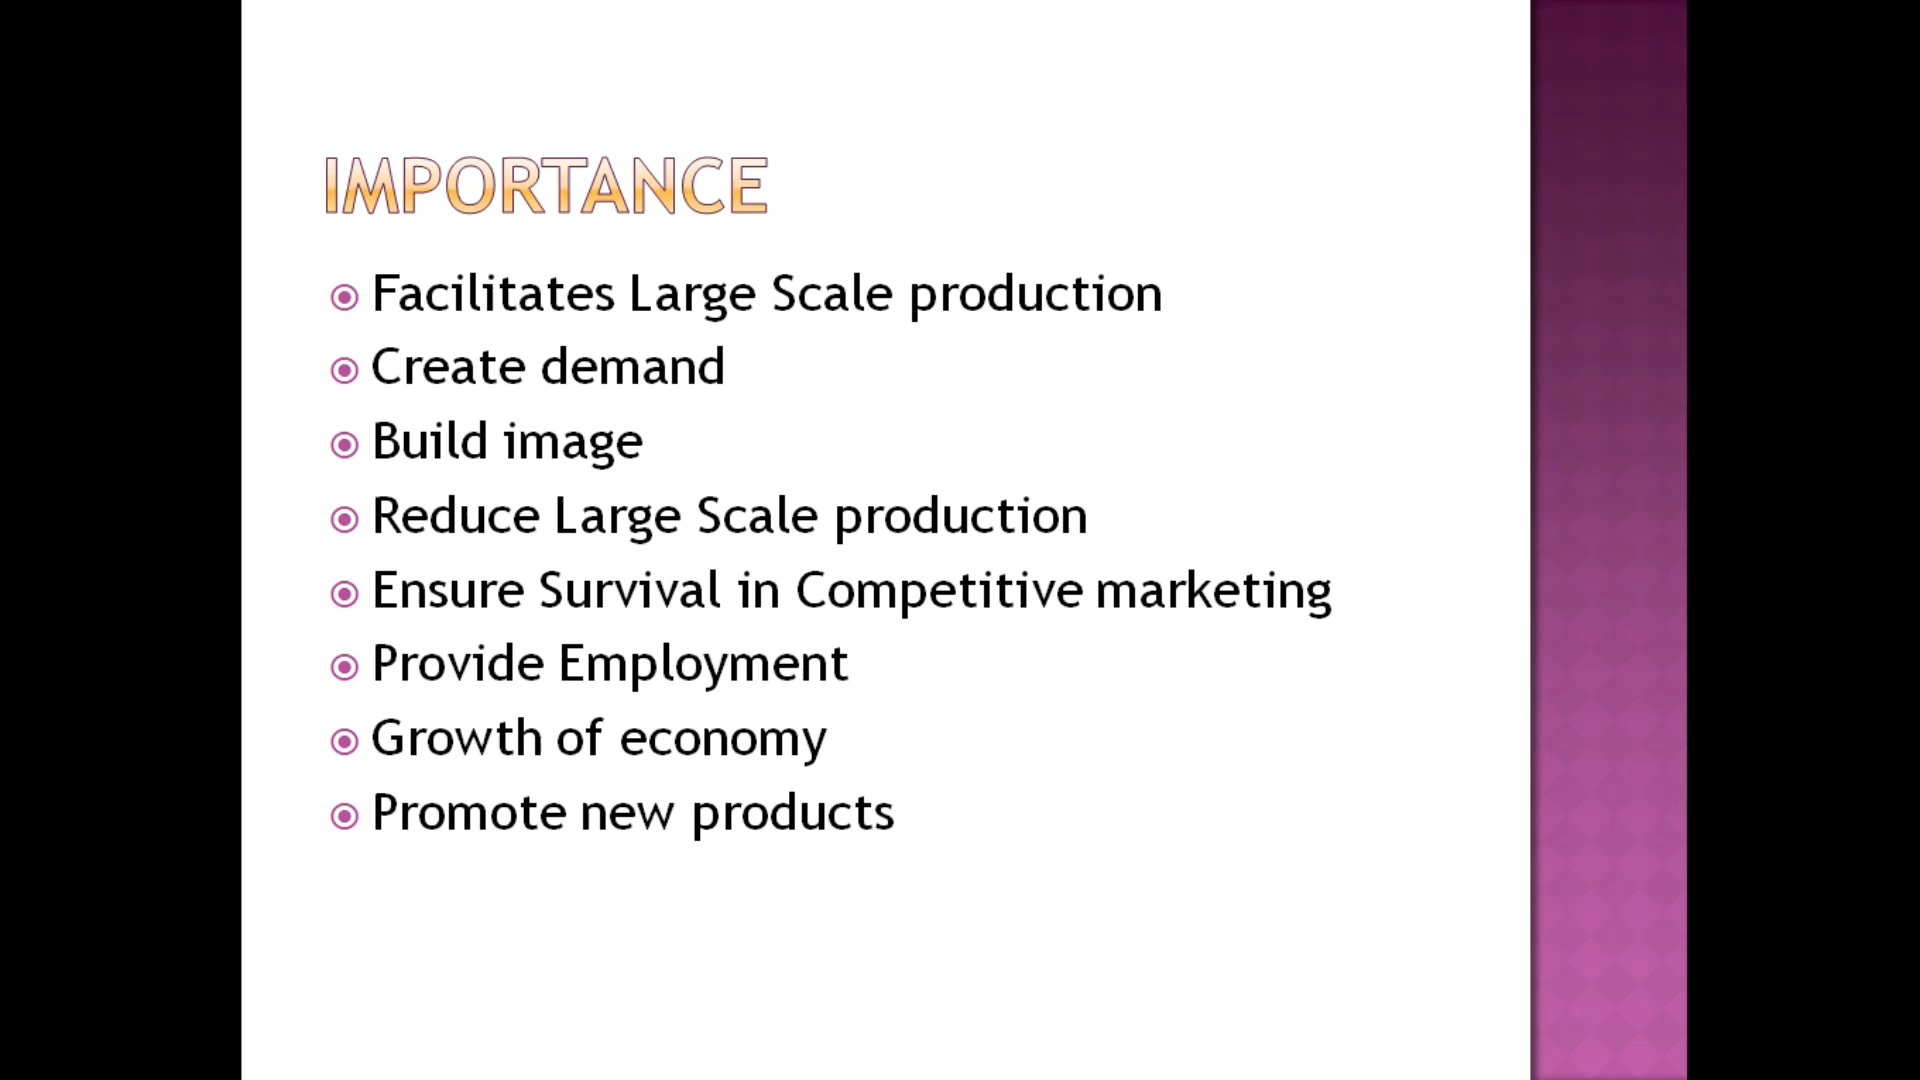 IMPORTANCE
Facilitates Large Scale production
Create demand
Build image
Reduce Large Scale production
Ensure Survival in Competitive marketing
Provide Employment
Growth of economy
Promote new products